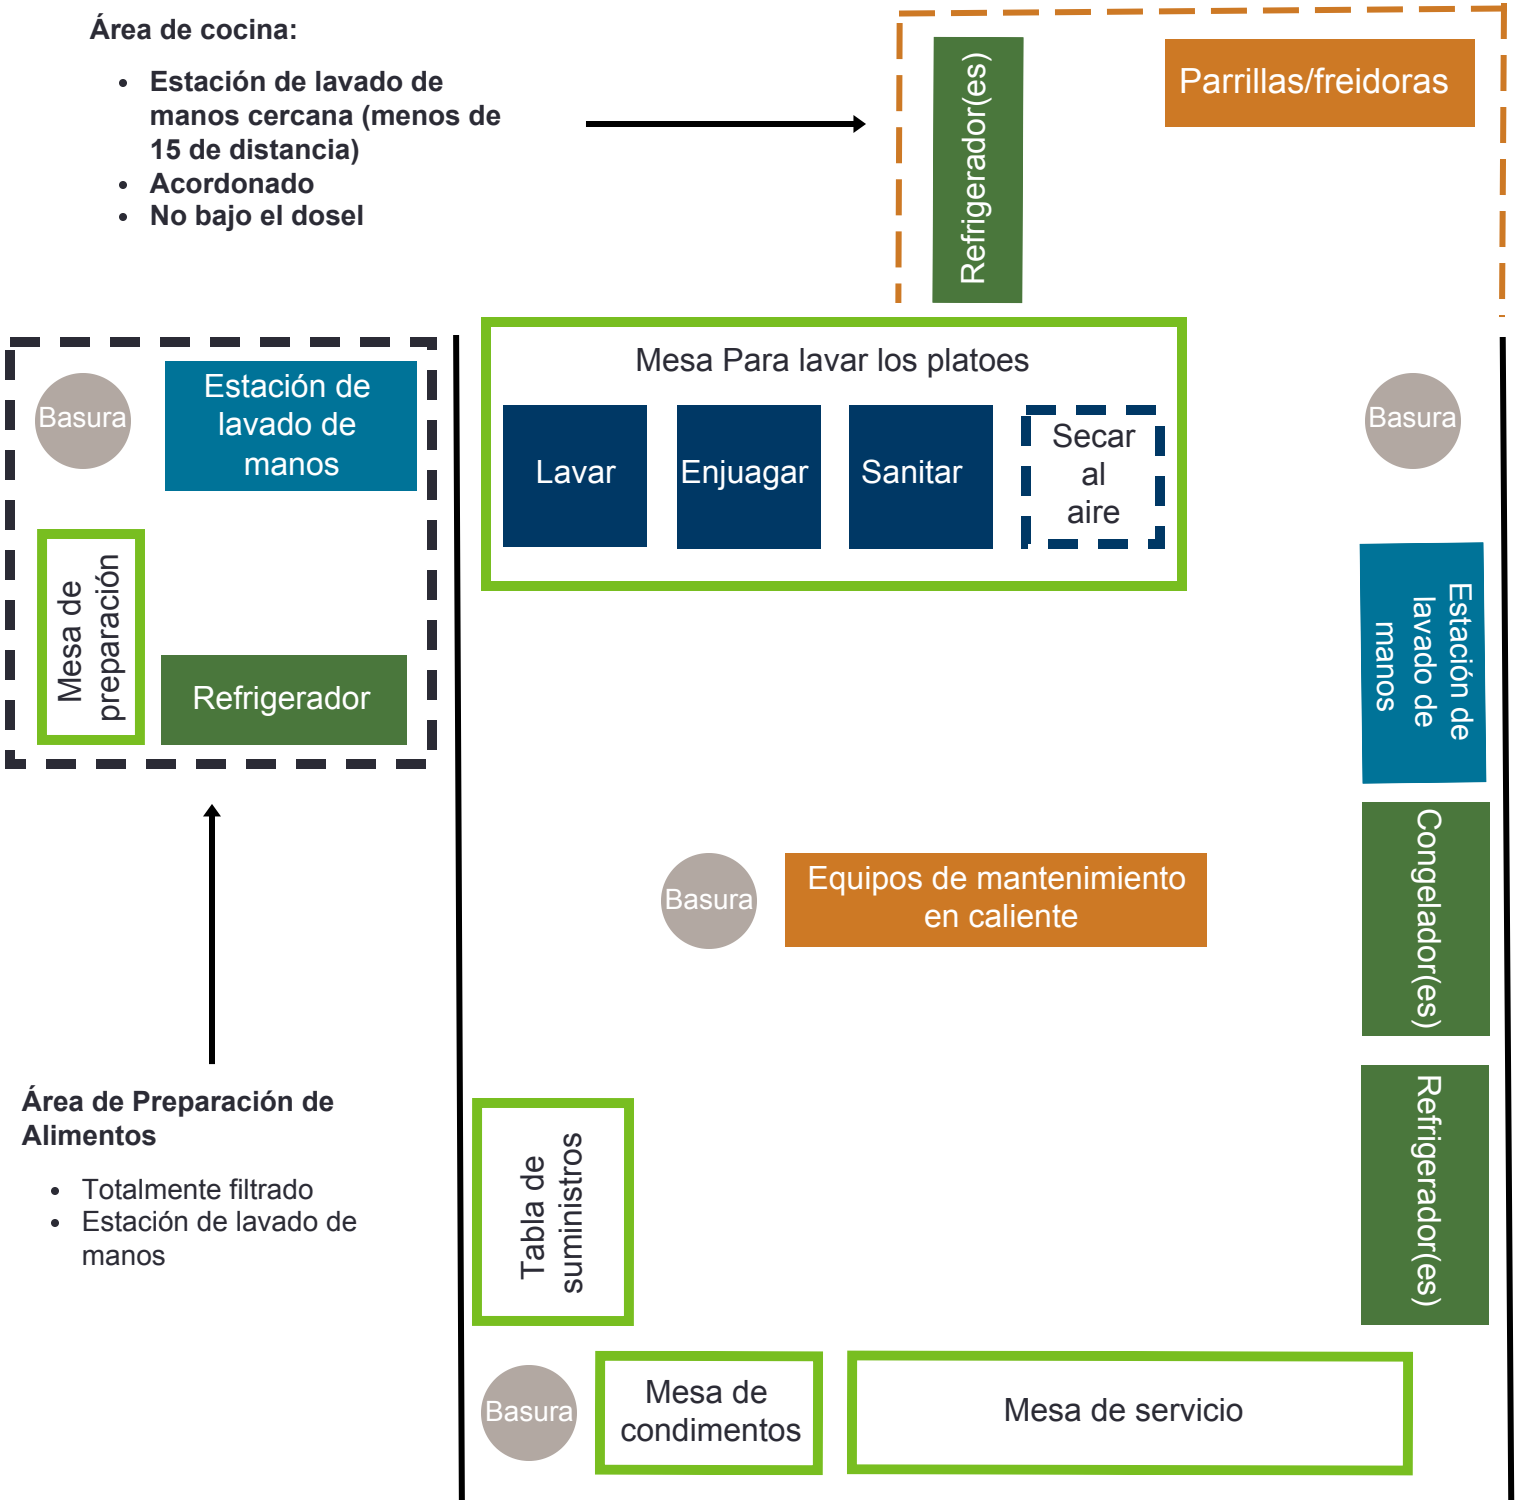 Área de cocina:
Estación de lavado de
manos cercana (menos de
15 de distancia)
Acordonado
No bajo el dosel
Refrigerador(es)
Parrillas/freidoras
Basura
Estación de
lavado de
manos
Mesa de
preparación
Refrigerador
Mesa Para lavar los platoes
Lavar
Enjuagar
Sanitar
Secar
al
aire
Basura
Estación de
lavado de
manos
Basura
Equipos de mantenimiento
en caliente
Congelador(es)
Área de Preparación de
Alimentos
Totalmente filtrado
Estación de lavado de
manos
Tabla de
suministros
Refrigerador(es)
Basura
Mesa de
condimentos
Mesa de servicio